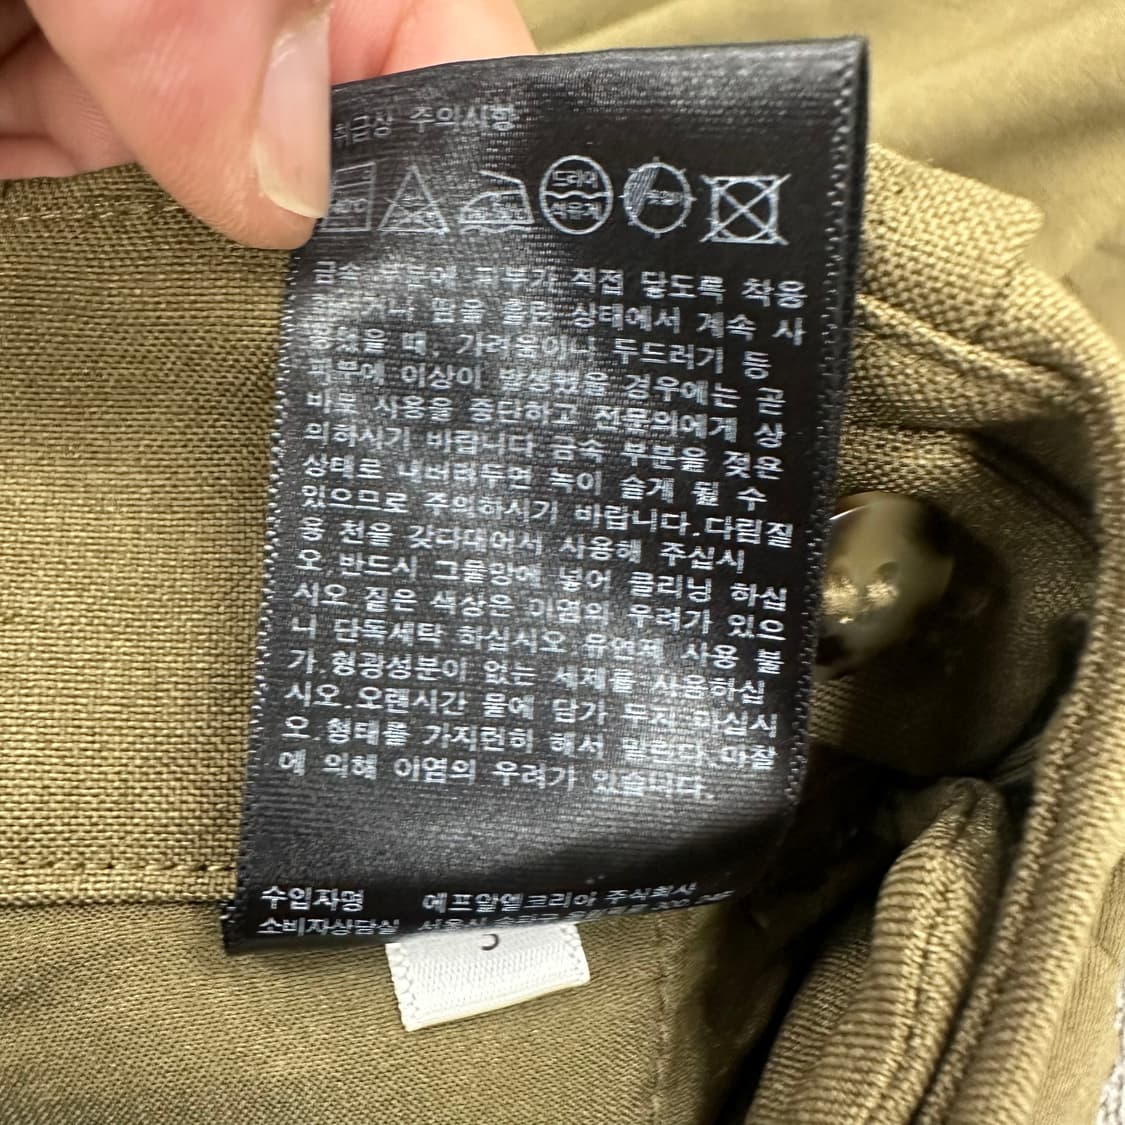 취급상 주의사항
드라이
석유계
금속 부분에 피부가 직접 닿도록 착용
하거나 땀을 흘린 상태에서 계속 사
용했을 때, 가려움이나 두드러기 등
피부에 이상이 발생했을 경우에는 곧
바로 사용을 중단하고 전문의에게 상
의하시기 바랍니다.금속 부분을 젖은
상태로 내버려두면 녹이 슬게 될 수
있으므로 주의하시기 바랍니다.다림질
용 천을 갖다대어서 사용해 주십시
오 반드시 그물망에 넣어 클리닝 하십
시오 짙은 색상은 이염의 우려가 있으
니 단독세탁 하십시오 유연제 사용 불
가.형광성분이 없는 세제를 사용하십
시오.오랜시간 물에 담가 두지 마십시
오.형태를 가지런히 해서 말린다.마찰
에 의해 이염의 우려가 있습니다.
수입자명 에프알엘코리아 주식회사
소비자상담실